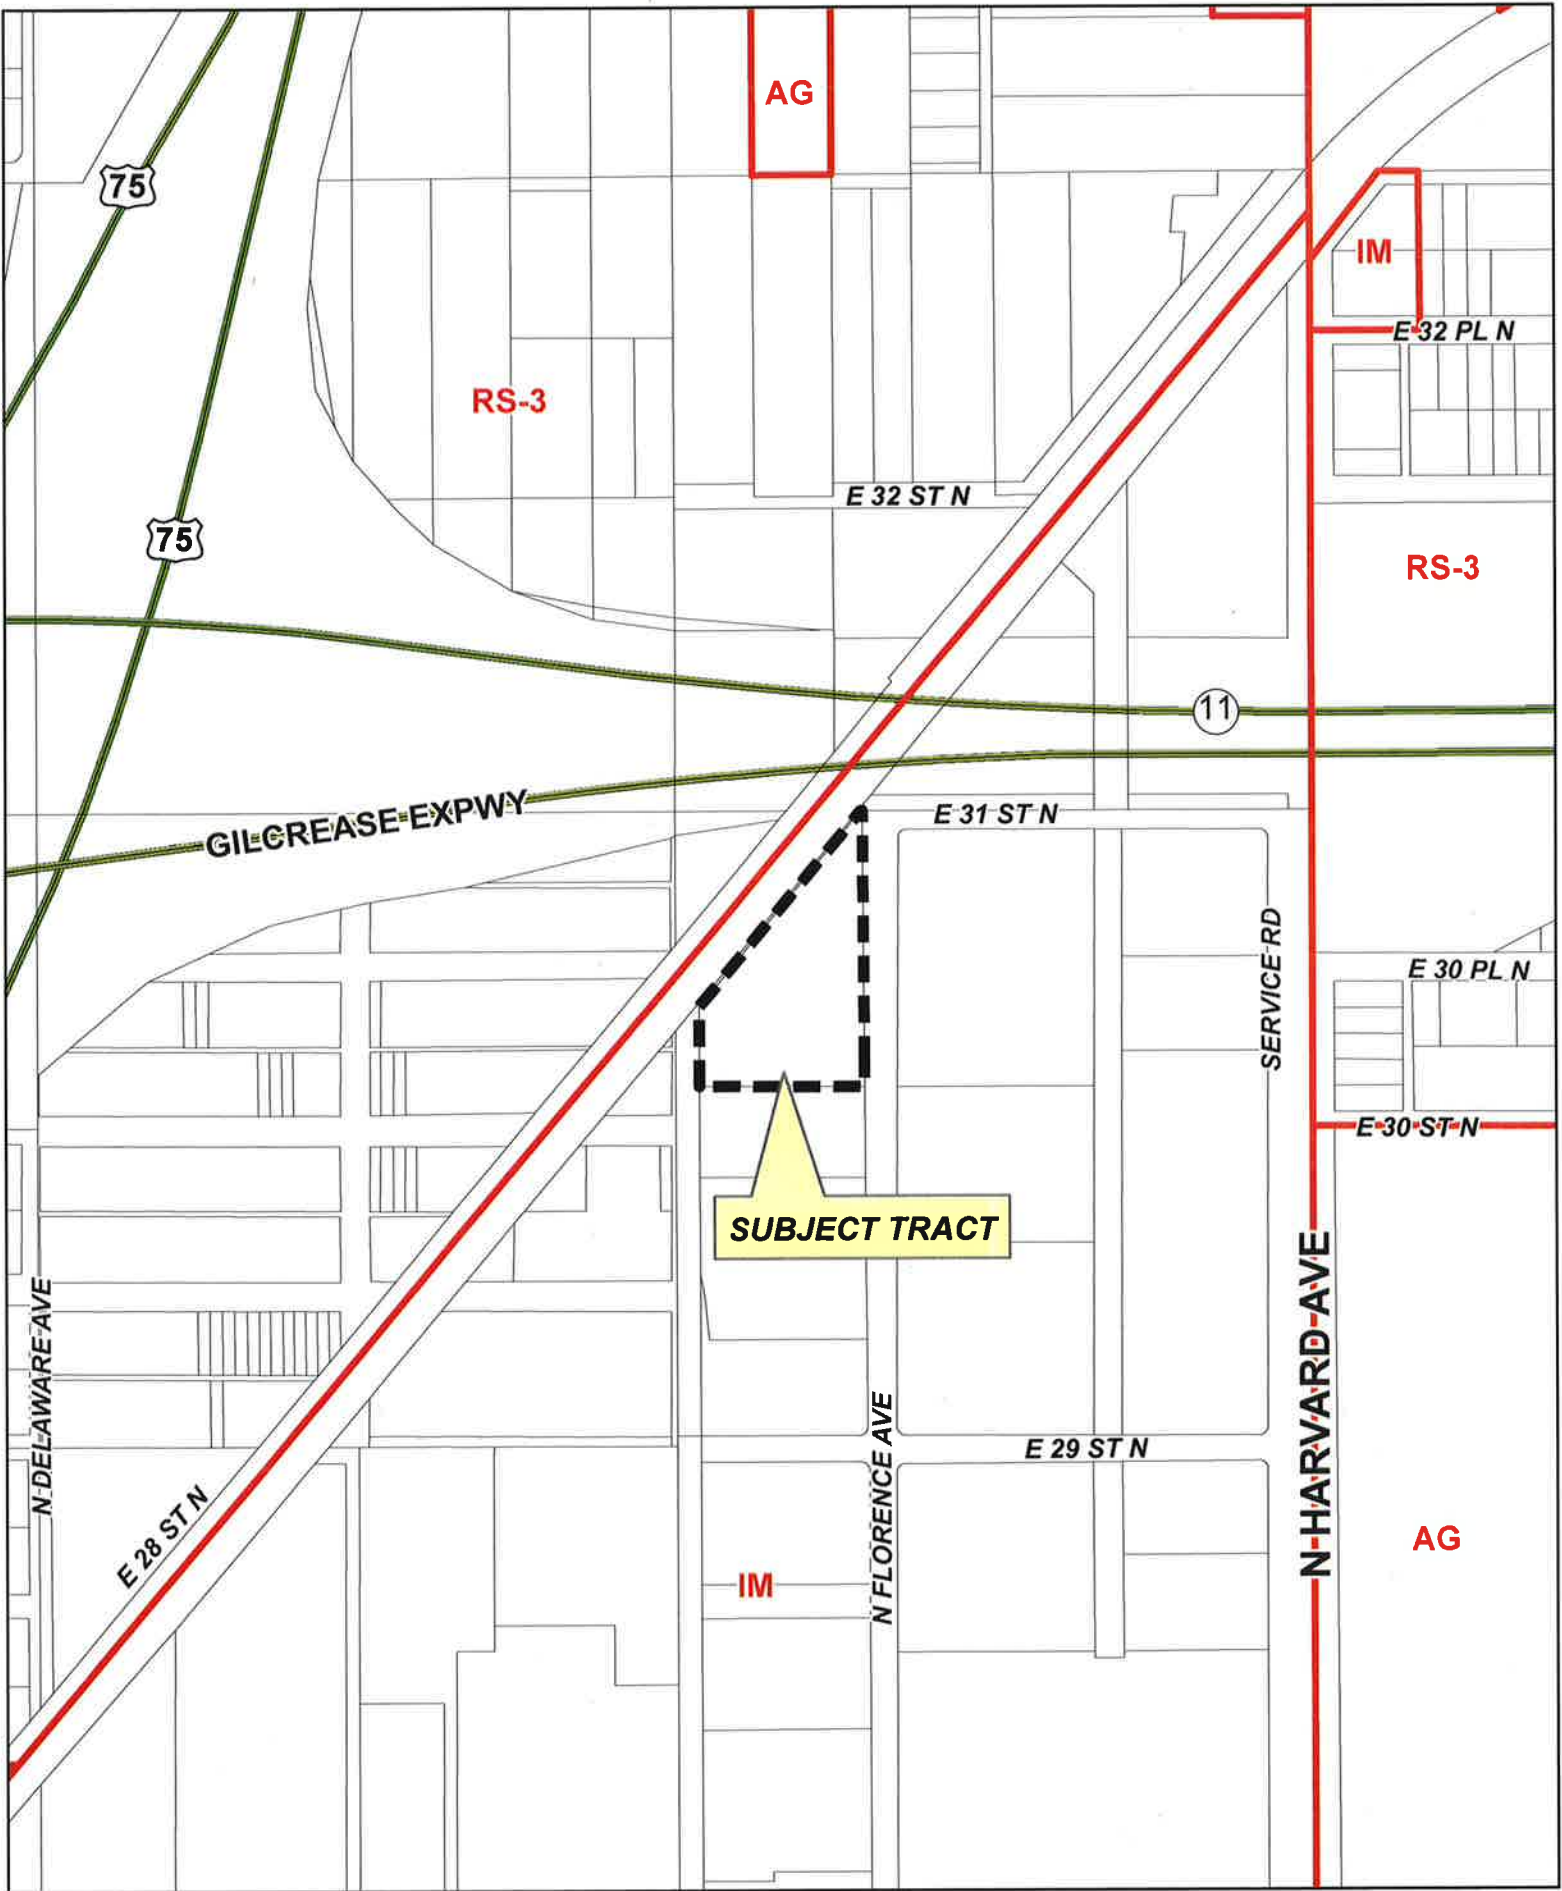 AG
75
IM
E 32 PL N
RS-3
E 32 ST N
75
RS-3
11
GILCREASE EXPWY
E 31 ST N
SERVICE RD
E 30 PL N
E 30 ST N
SUBJECT TRACT
N DELAWARE AVE
N HARVARD AVE
N FLORENCE AVE
E 29 ST N
E 28 ST N
IM
AG